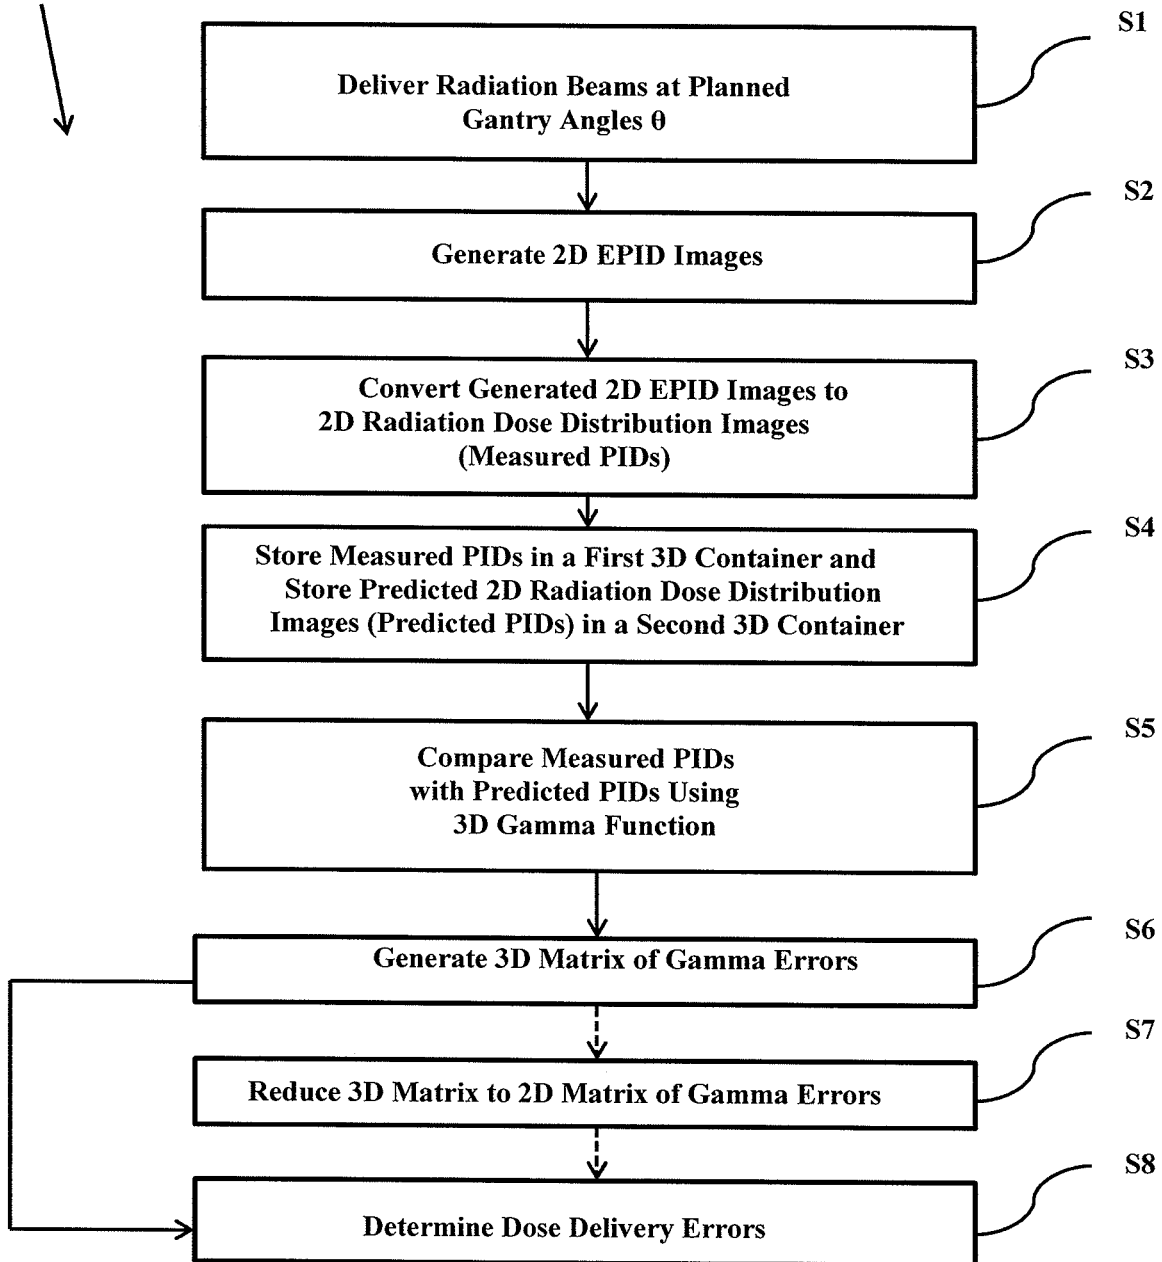 S1
Deliver Radiation Beams at Planned
Gantry Angles θ
S2
Generate 2D EPID Images
S3
Convert Generated 2D EPID Images to
2D Radiation Dose Distribution Images
(Measured PIDs)
S4
Store Measured PIDs in a First 3D Container and
Store Predicted 2D Radiation Dose Distribution
Images (Predicted PIDs) in a Second 3D Container
S5
Compare Measured PIDs
with Predicted PIDs Using
3D Gamma Function
S6
Generate 3D Matrix of Gamma Errors
S7
Reduce 3D Matrix to 2D Matrix of Gamma Errors
S8
Determine Dose Delivery Errors